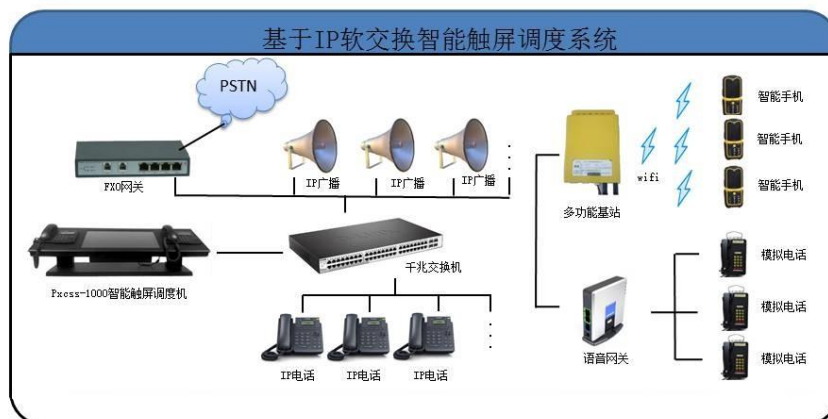 基于IP软交换智能触屏调度系统
PSTN
FXO网关
IP广播
IP广播
IP广播
wifi
多功能基站
智能手机
智能手机
智能手机
Pxcss-1000智能触屏调度机
千兆交换机
IP电话
IP电话
IP电话
语音网关
模拟电话
模拟电话
模拟电话